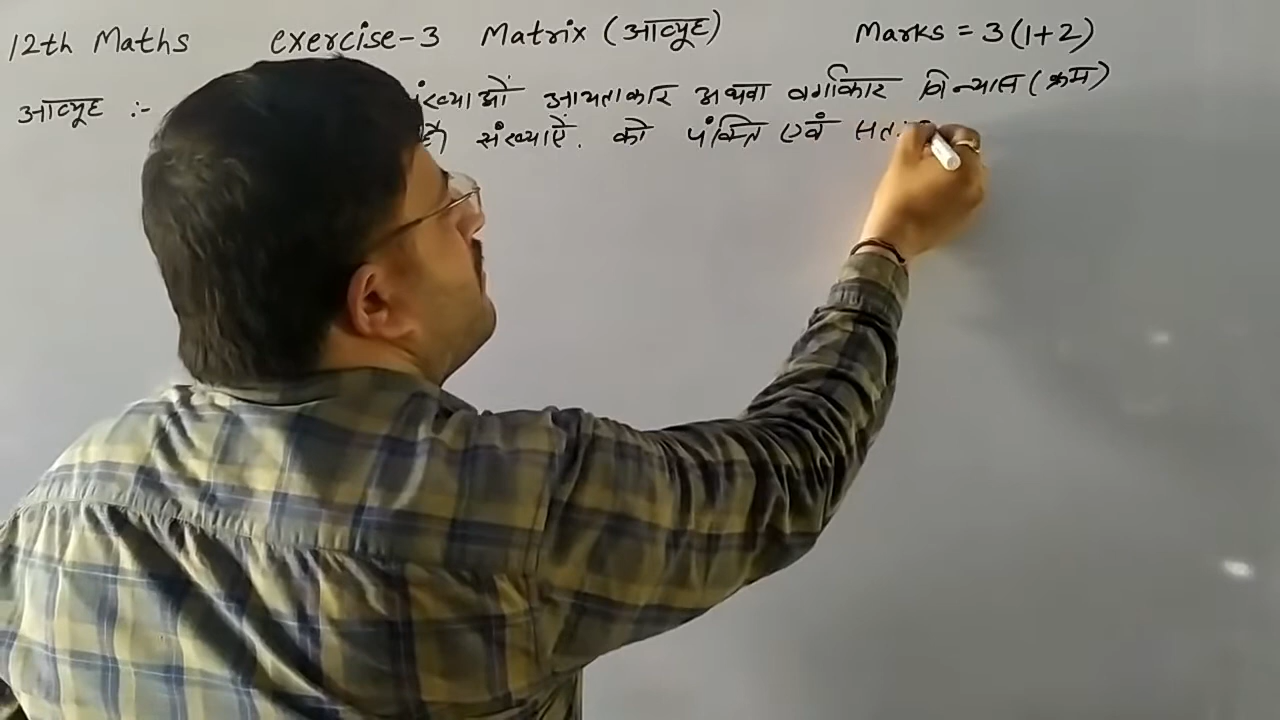 12th Maths exercise-3 Matrix (आव्यूह) Marks = 3(1+2)
आव्यूह :- संख्याओं आयताकार अथवा वर्गाकार विन्यास (क्रम)
संख्याऐं. को पंक्ति एवं